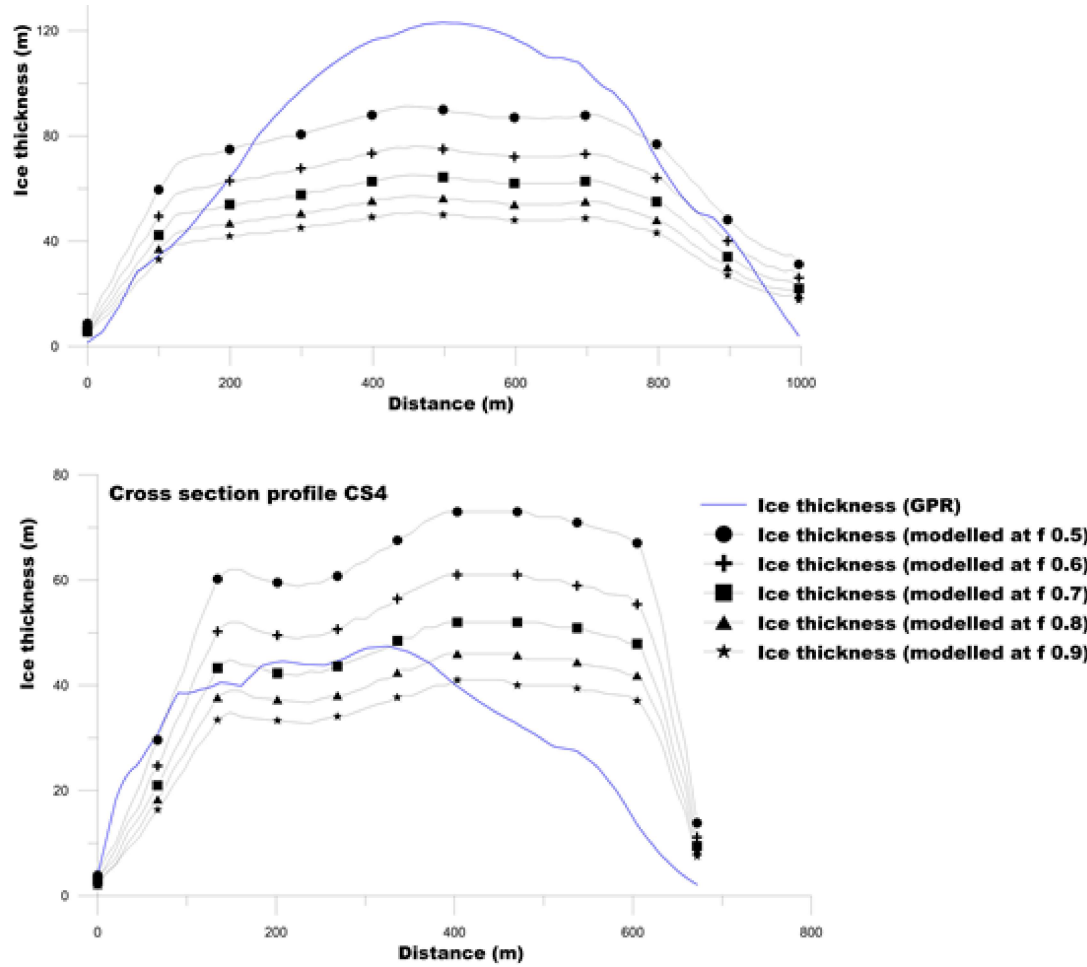 Ice thickness (m)
120
80
40
0
0 200 400 600 800 1000
Distance (m)
Ice thickness (m)
80
60
40
20
0
0 200 400 600 800
Distance (m)
Cross section profile CS4
Ice thickness (GPR)
Ice thickness (modelled at f 0.5)
Ice thickness (modelled at f 0.6)
Ice thickness (modelled at f 0.7)
Ice thickness (modelled at f 0.8)
Ice thickness (modelled at f 0.9)